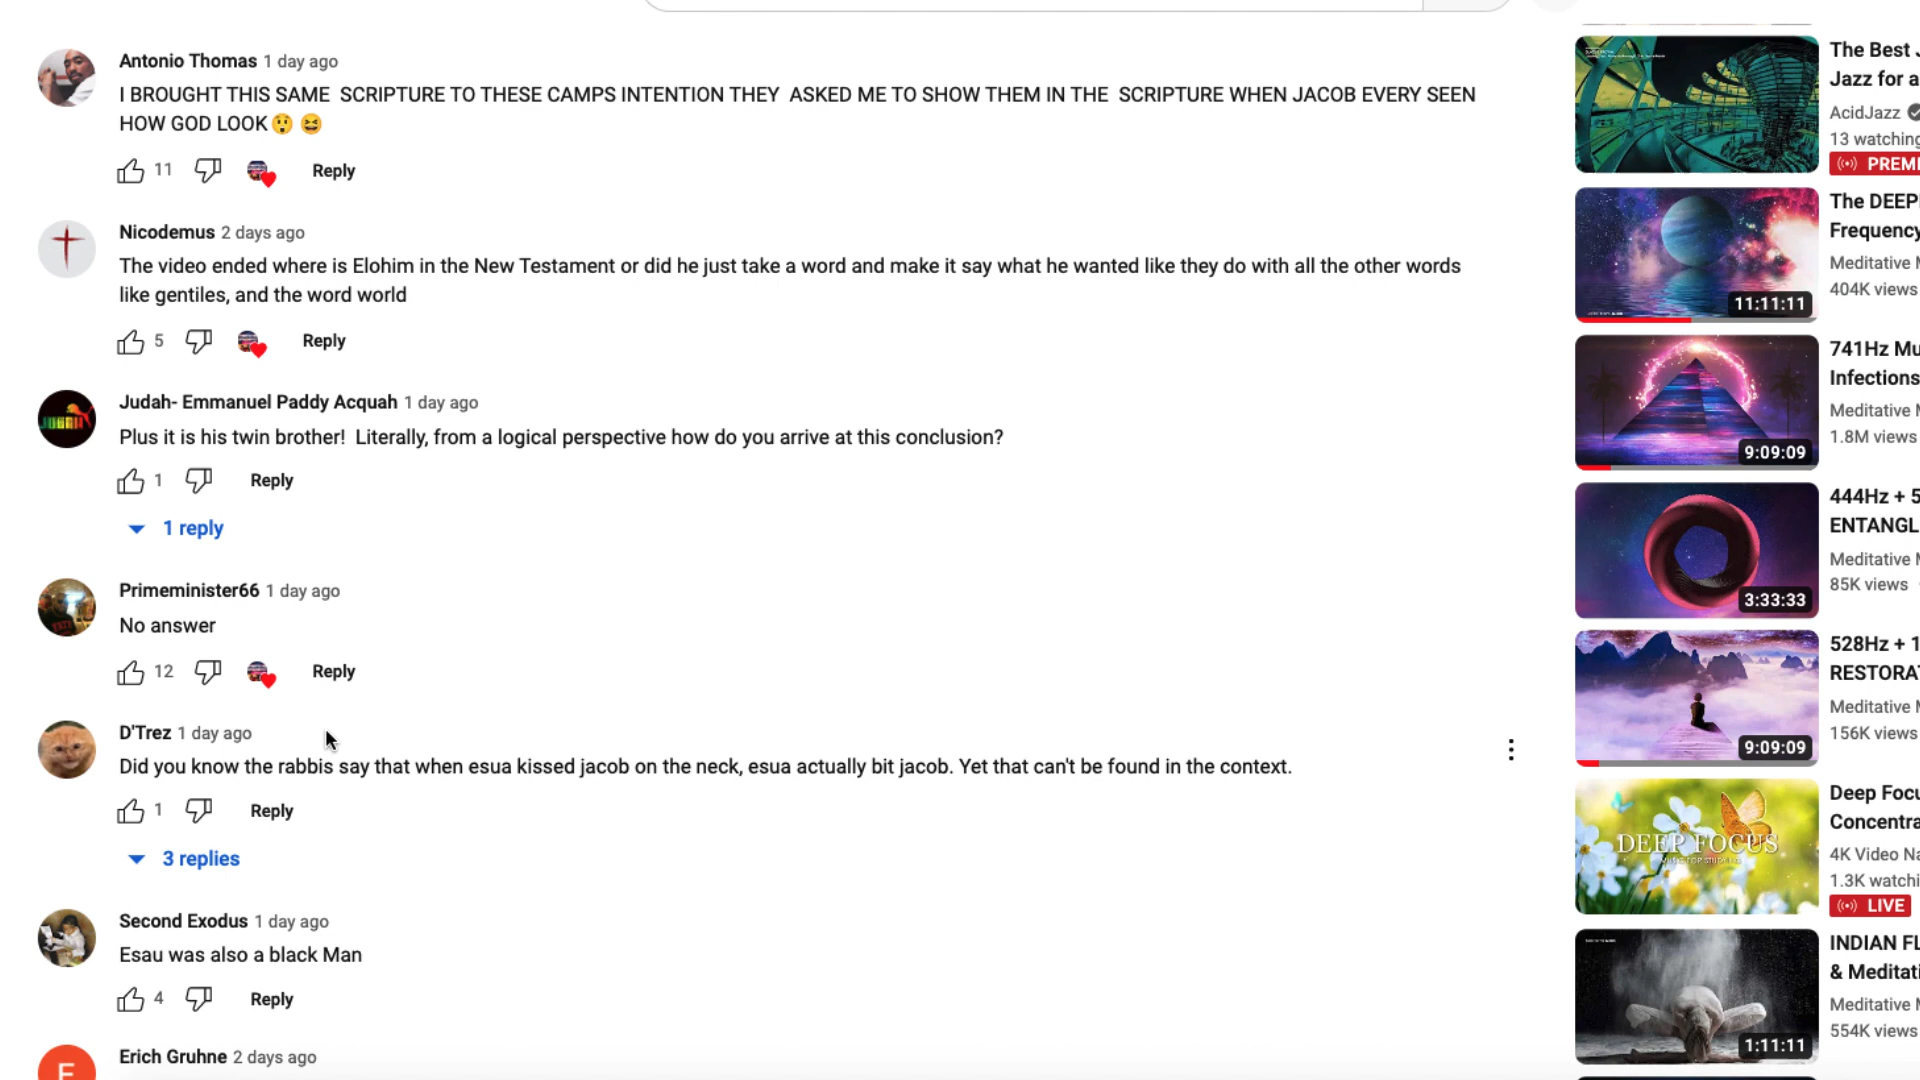 Antonio Thomas 1 day ago
I BROUGHT THIS SAME SCRIPTURE TO THESE CAMPS INTENTION THEY ASKED ME TO SHOW THEM IN THE SCRIPTURE WHEN JACOB EVERY SEEN
HOW GOD LOOK😲 😆
11 Reply
Nicodemus 2 days ago
The video ended where is Elohim in the New Testament or did he just take a word and make it say what he wanted like they do with all the other words
like gentiles, and the word world
5 Reply
Judah- Emmanuel Paddy Acquah 1 day ago
Plus it is his twin brother! Literally, from a logical perspective how do you arrive at this conclusion?
1 Reply
1 reply
Primeminister66 1 day ago
No answer
12 Reply
D'Trez 1 day ago
Did you know the rabbis say that when esua kissed jacob on the neck, esua actually bit jacob. Yet that can't be found in the context.
1 Reply
3 replies
Second Exodus 1 day ago
Esau was also a black Man
4 Reply
E
Erich Gruhne 2 days ago
The Best
Jazz for a
AcidJazz
13 watching
PREMI
11:11:11
The DEEP
Frequency
Meditative
404K views
9:09:09
741Hz Mu
Infections
Meditative
1.8M views
3:33:33
444Hz + 5
ENTANGL
Meditative
85K views
9:09:09
528Hz + 1
RESTORAT
Meditative
156K views
DEEP FOCUS
MUSIC FOR STUDYING
Deep Focu
Concentra
4K Video Na
1.3K watchi
LIVE
1:11:11
INDIAN FL
& Meditati
Meditative
554K views